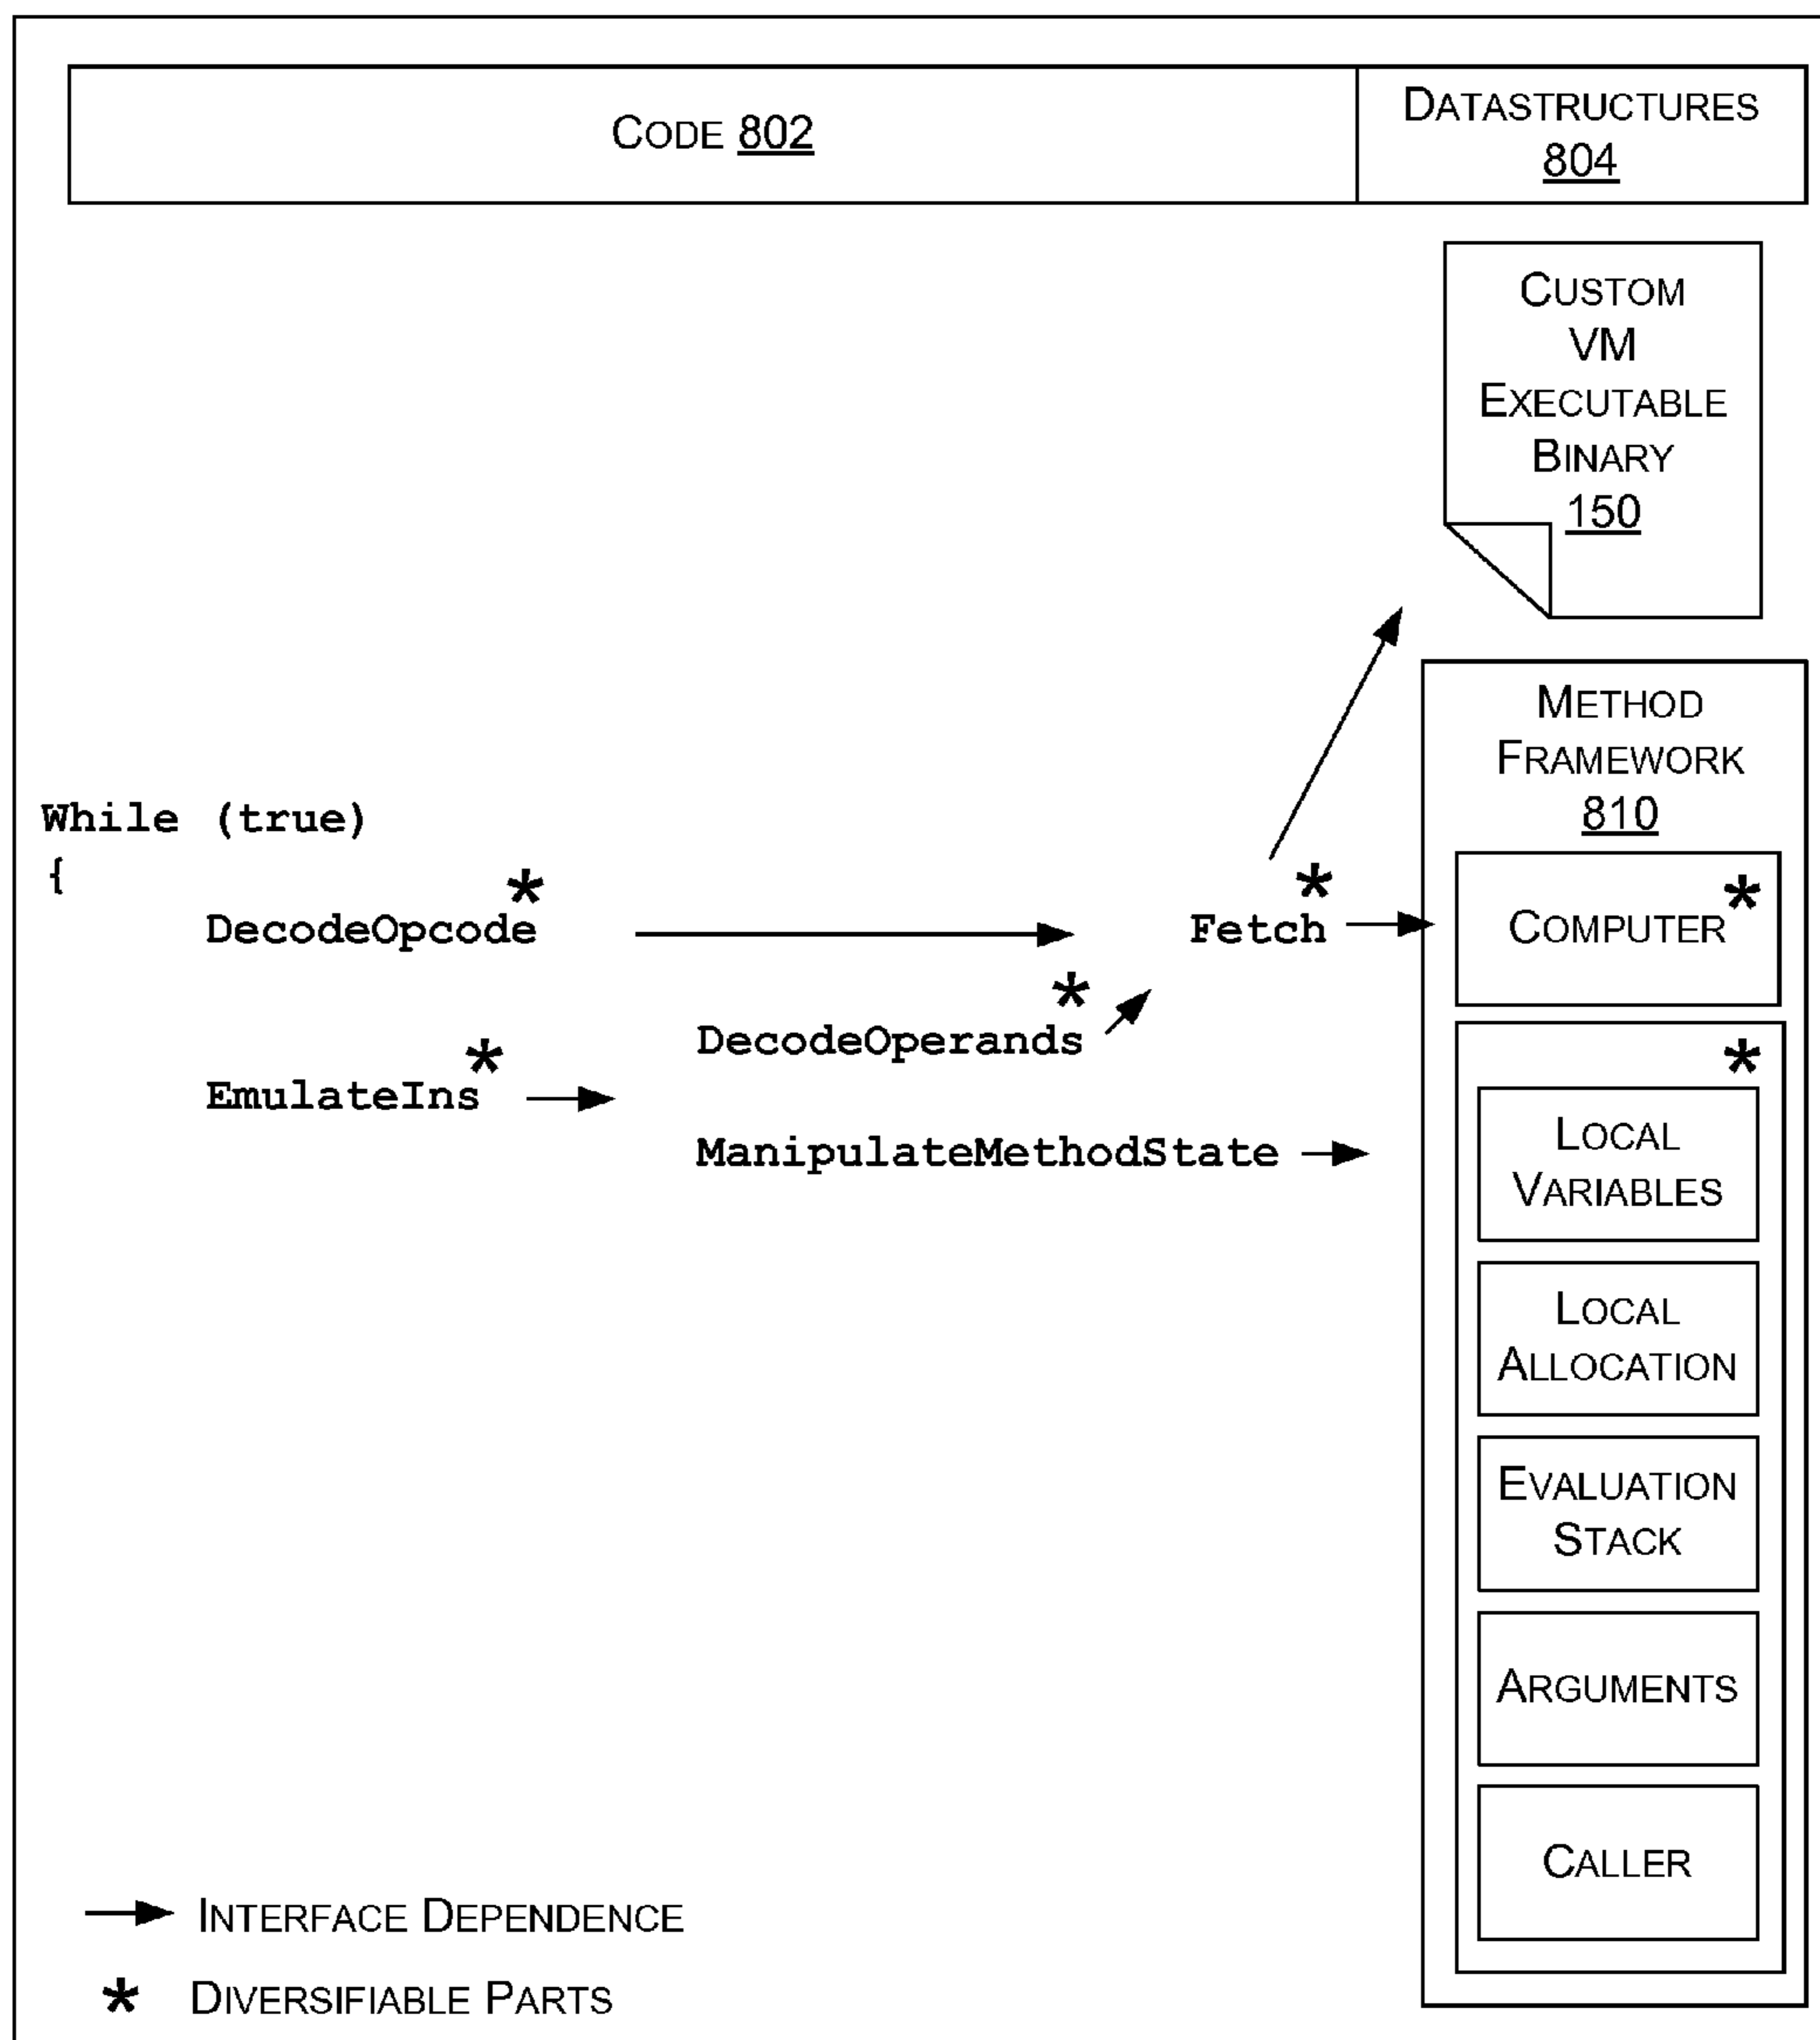 CODE 802
DATASTRUCTURES
804
CUSTOM
VM
EXECUTABLE
BINARY
150
METHOD
FRAMEWORK
810
While (true)
{
DecodeOpcode*
Fetch*
COMPUTER*
DecodeOperands*
EmulateIns*
ManipulateMethodState
*
LOCAL
VARIABLES
LOCAL
ALLOCATION
EVALUATION
STACK
ARGUMENTS
CALLER
INTERFACE DEPENDENCE
* DIVERSIFIABLE PARTS